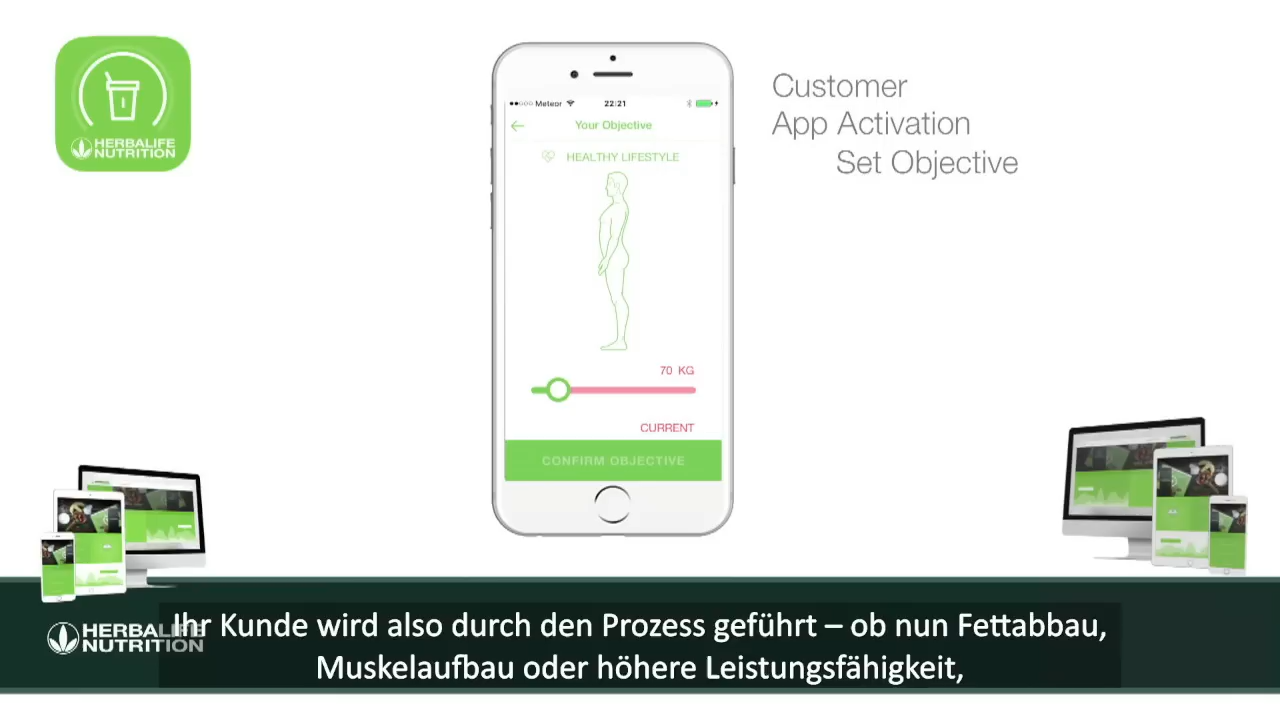 HERBALIFE
NUTRITION
Meteor
22:21
Your Objective
HEALTHY LIFESTYLE
70 KG
CURRENT
CONFIRM OBJECTIVE
Customer
App Activation
Set Objective
HERBALIFE
NUTRITION
Ihr Kunde wird also durch den Prozess geführt – ob nun Fettabbau,
Muskelaufbau oder höhere Leistungsfähigkeit,